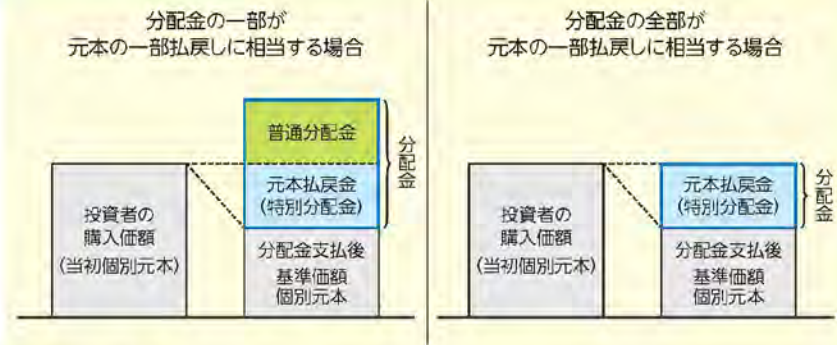 分配金の一部が
元本の一部払戻しに相当する場合
普通分配金
元本払戻金
(特別分配金)
分配金
投資者の
購入価額
(当初個別元本)
分配金支払後
基準価額
個別元本
分配金の全部が
元本の一部払戻しに相当する場合
元本払戻金
(特別分配金)
分配金
投資者の
購入価額
(当初個別元本)
分配金支払後
基準価額
個別元本